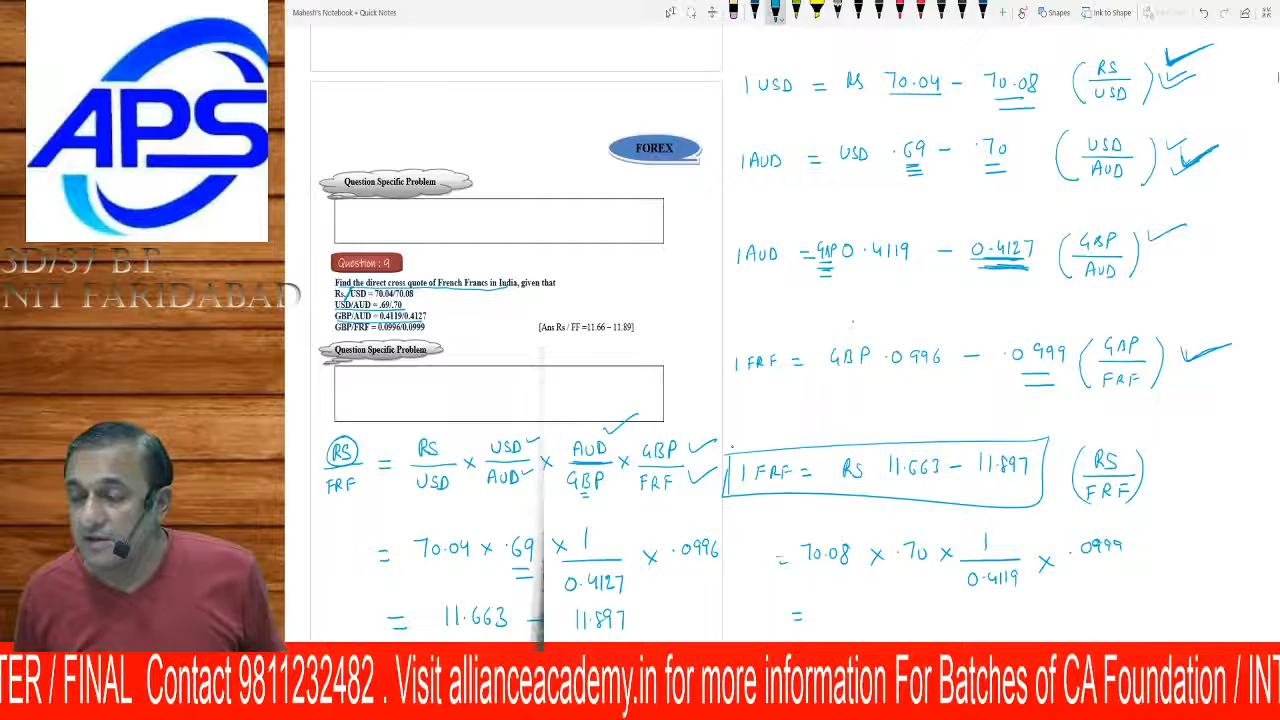 Mahesh's Notebook + Quick Notes
Shapes
Ink to Shape
APS
3D/37 B.P.
NIT FARIDABAD
FOREX
Question Specific Problem
Question : 9
Find the direct cross quote of French Francs in India, given that
Rs. /USD = 70.04/70.08
USD/AUD = .69/.70
GBP/AUD = 0.4119/0.4127
GBP/FRF = 0.0996/0.0999 [Ans Rs / FF =11.66 – 11.89]
Question Specific Problem
RS/FRF = RS/USD × USD/AUD × AUD/GBP × GBP/FRF
= 70.04 × .69 × 1/0.4127 × .0996
= 11.663 – 11.897
1 USD = RS 70.04 – 70.08 (RS/USD)
1 AUD = USD .69 – .70 (USD/AUD)
1 AUD = GBP 0.4119 – 0.4127 (GBP/AUD)
1 FRF = GBP .0996 – .0999 (GBP/FRF)
1 FRF = RS 11.663 – 11.897 (RS/FRF)
= 70.08 × .70 × 1/0.4119 × .0999
=
TER / FINAL Contact 9811232482 . Visit allianceacademy.in for more information For Batches of CA Foundation / INT